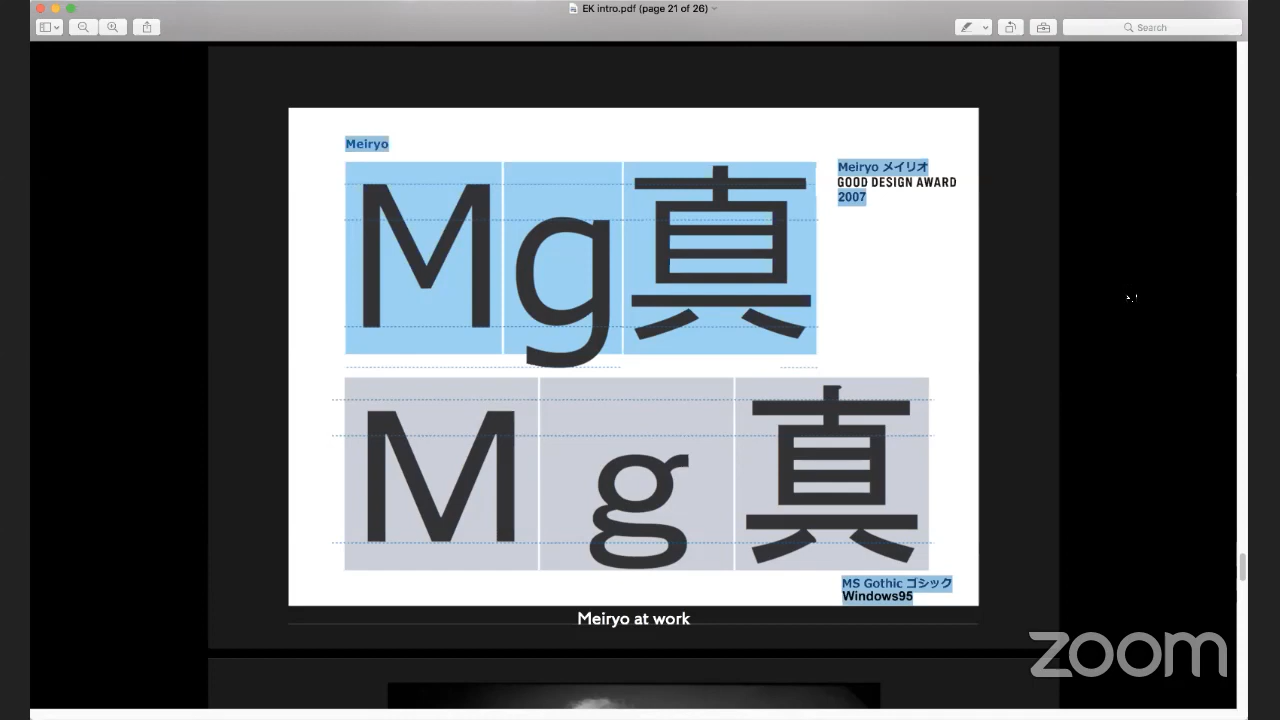 EK intro.pdf (page 21 of 26)
Search
Meiryo
Mg真
Meiryo メイリオ
GOOD DESIGN AWARD
2007
Mg真
MS Gothic ゴシック
Windows95
Meiryo at work
zoom